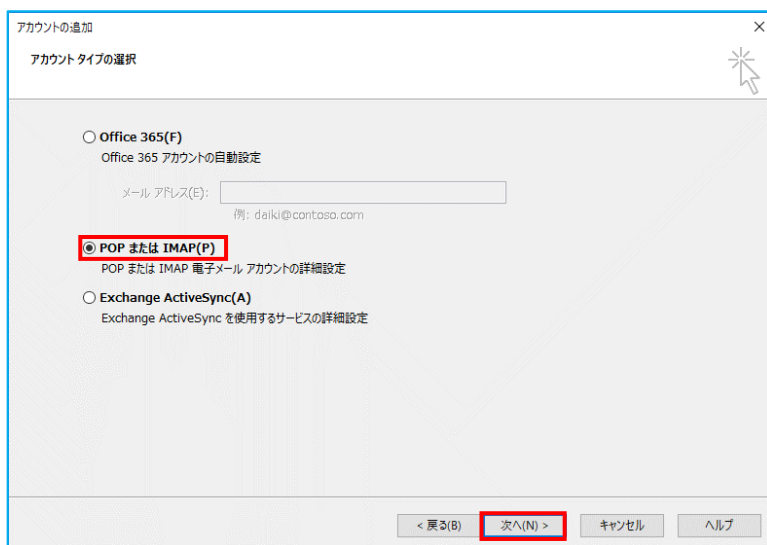 アカウントの追加
アカウント タイプの選択
Office 365(F)
Office 365 アカウントの自動設定
メール アドレス(E):
例: daiki@contoso.com
POP または IMAP(P)
POP または IMAP 電子メール アカウントの詳細設定
Exchange ActiveSync(A)
Exchange ActiveSync を使用するサービスの詳細設定
< 戻る(B) 次へ(N) > キャンセル ヘルプ